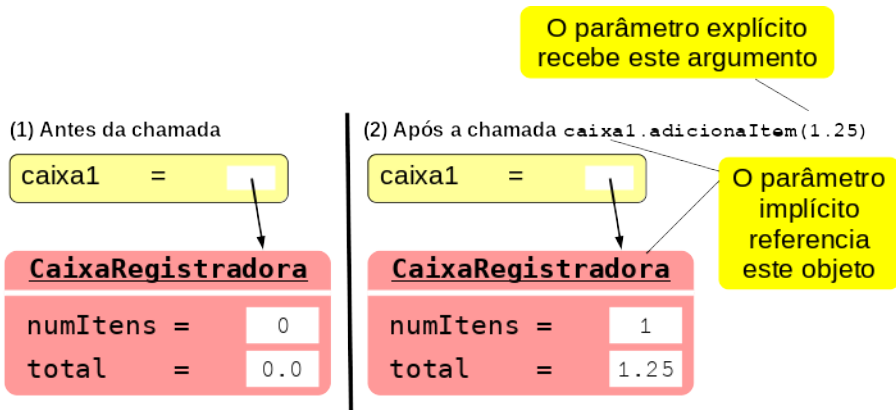 O parâmetro explícito
recebe este argumento
(1) Antes da chamada
caixa1 =
CaixaRegistradora
numItens = 0
total = 0.0
(2) Após a chamada caixa1.adicionaItem(1.25)
caixa1 =
CaixaRegistradora
numItens = 1
total = 1.25
O parâmetro
implícito
referencia
este objeto